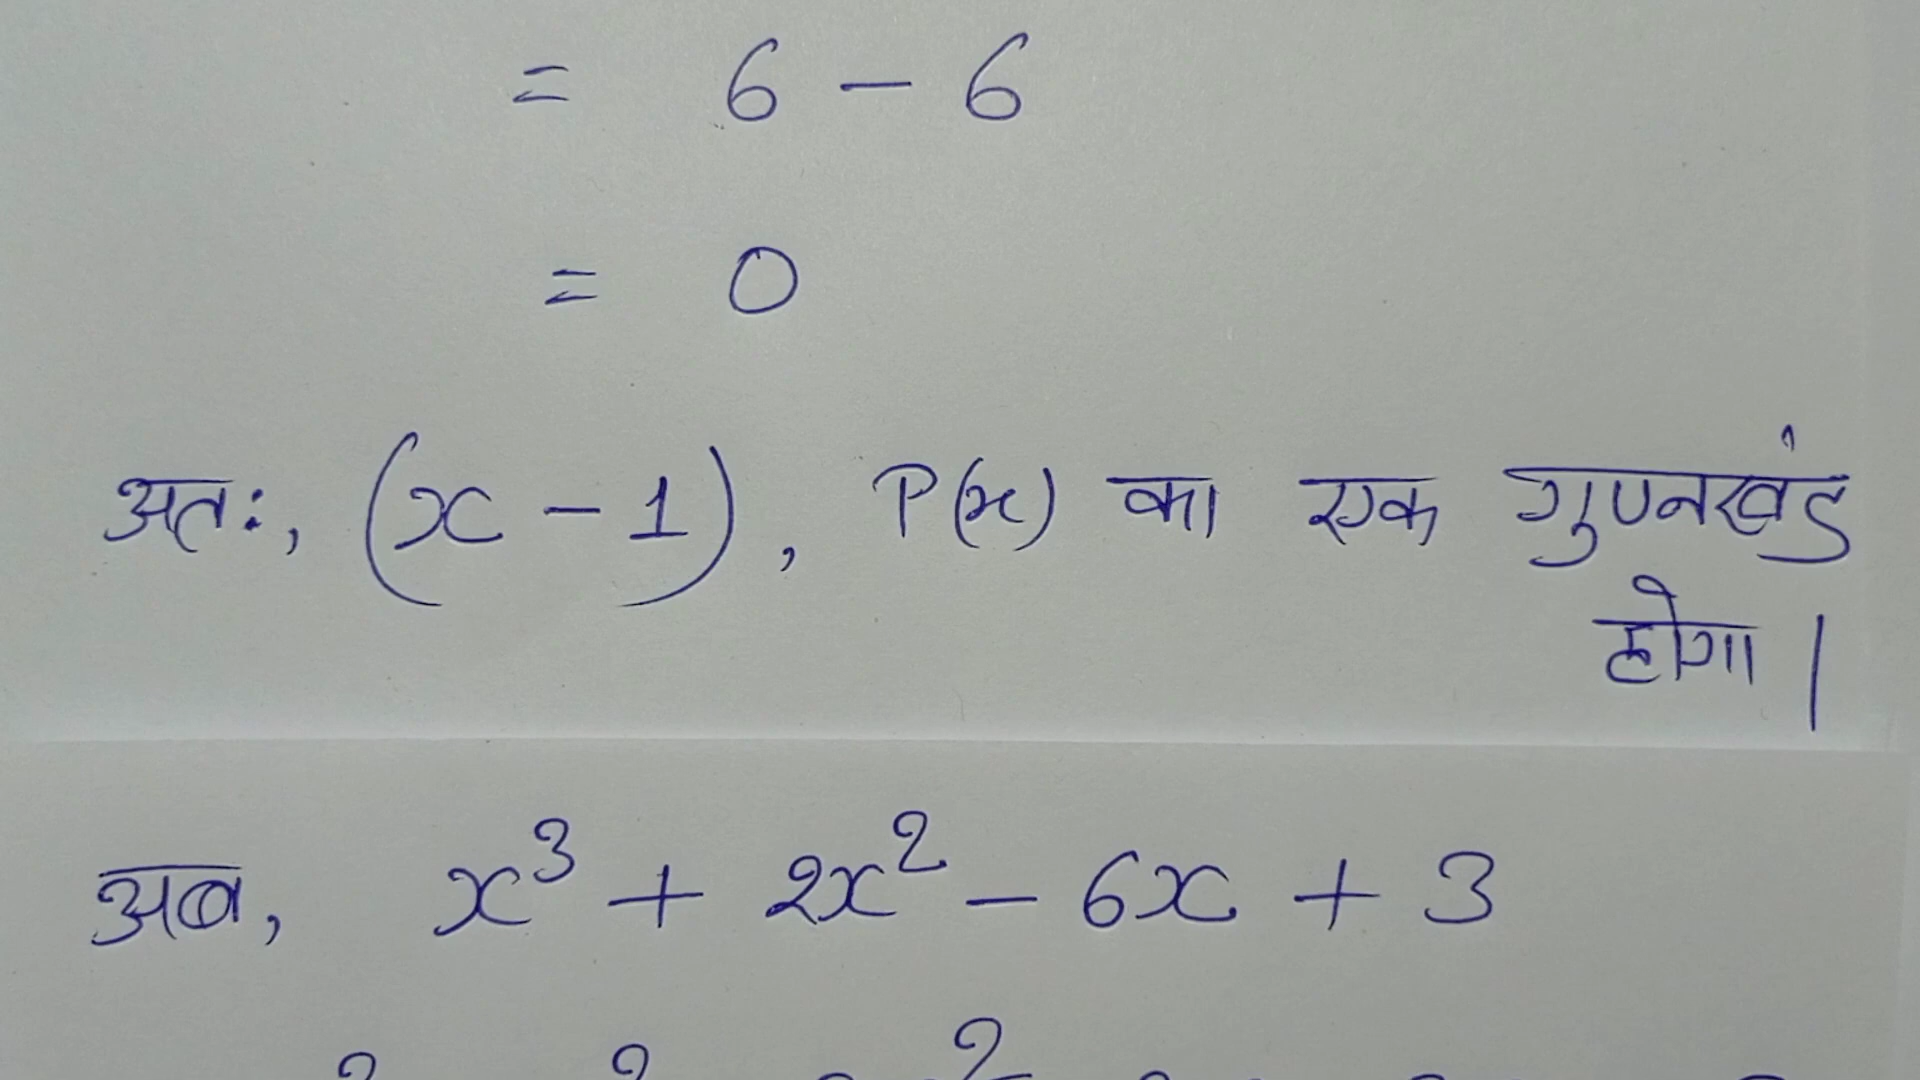 = 6 - 6
= 0
अतः, (x - 1), P(x) का एक गुणनखंड
होगा |
अब, x³ + 2x² - 6x + 3